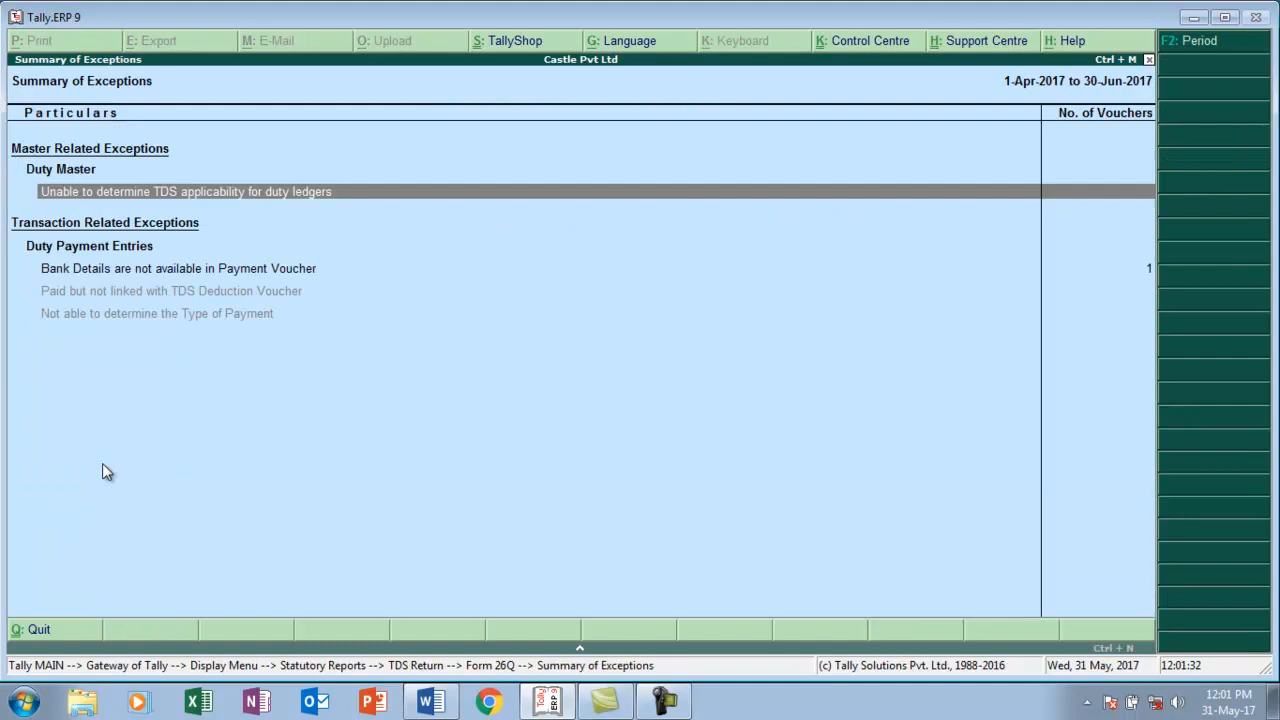 Tally.ERP 9
P: Print E: Export M: E-Mail O: Upload S: TallyShop G: Language K: Keyboard K: Control Centre H: Support Centre H: Help F2: Period
Summary of Exceptions Castle Pvt Ltd Ctrl + M
Summary of Exceptions 1-Apr-2017 to 30-Jun-2017
Particulars No. of Vouchers
Master Related Exceptions
Duty Master
Unable to determine TDS applicability for duty ledgers
Transaction Related Exceptions
Duty Payment Entries
Bank Details are not available in Payment Voucher 1
Paid but not linked with TDS Deduction Voucher
Not able to determine the Type of Payment
Q: Quit
Ctrl + N
Tally MAIN --> Gateway of Tally --> Display Menu --> Statutory Reports --> TDS Return --> Form 26Q --> Summary of Exceptions (c) Tally Solutions Pvt. Ltd., 1988-2016 Wed, 31 May, 2017 12:01:32
Tally ERP 9
12:01 PM
31-May-17